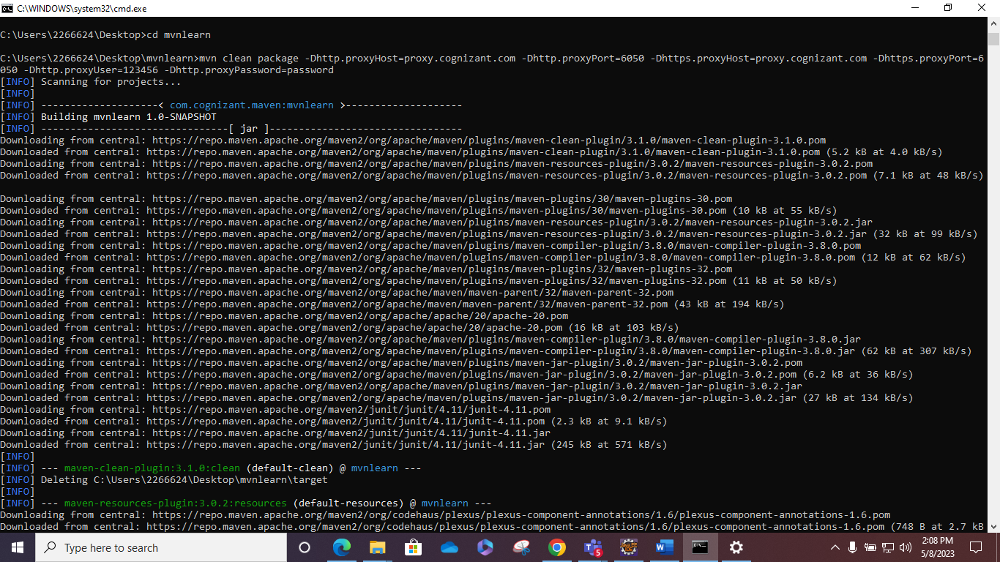 C:\WINDOWS\system32\cmd.exe
C:\Users\2266624\Desktop>cd mvnlearn
C:\Users\2266624\Desktop\mvnlearn>mvn clean package -Dhttp.proxyHost=proxy.cognizant.com -Dhttp.proxyPort=6050 -Dhttps.proxyHost=proxy.cognizant.com -Dhttps.proxyPort=6
050 -Dhttp.proxyUser=123456 -Dhttp.proxyPassword=password
[INFO] Scanning for projects...
[INFO]
[INFO] --------------------< com.cognizant.maven:mvnlearn >--------------------
[INFO] Building mvnlearn 1.0-SNAPSHOT
[INFO] --------------------------------[ jar ]---------------------------------
Downloading from central: https://repo.maven.apache.org/maven2/org/apache/maven/plugins/maven-clean-plugin/3.1.0/maven-clean-plugin-3.1.0.pom
Downloaded from central: https://repo.maven.apache.org/maven2/org/apache/maven/plugins/maven-clean-plugin/3.1.0/maven-clean-plugin-3.1.0.pom (5.2 kB at 4.0 kB/s)
Downloading from central: https://repo.maven.apache.org/maven2/org/apache/maven/plugins/maven-resources-plugin/3.0.2/maven-resources-plugin-3.0.2.pom
Downloaded from central: https://repo.maven.apache.org/maven2/org/apache/maven/plugins/maven-resources-plugin/3.0.2/maven-resources-plugin-3.0.2.pom (7.1 kB at 48 kB/s)
Downloading from central: https://repo.maven.apache.org/maven2/org/apache/maven/plugins/maven-plugins/30/maven-plugins-30.pom
Downloaded from central: https://repo.maven.apache.org/maven2/org/apache/maven/plugins/maven-plugins/30/maven-plugins-30.pom (10 kB at 55 kB/s)
Downloading from central: https://repo.maven.apache.org/maven2/org/apache/maven/plugins/maven-resources-plugin/3.0.2/maven-resources-plugin-3.0.2.jar
Downloaded from central: https://repo.maven.apache.org/maven2/org/apache/maven/plugins/maven-resources-plugin/3.0.2/maven-resources-plugin-3.0.2.jar (32 kB at 99 kB/s)
Downloading from central: https://repo.maven.apache.org/maven2/org/apache/maven/plugins/maven-compiler-plugin/3.8.0/maven-compiler-plugin-3.8.0.pom
Downloaded from central: https://repo.maven.apache.org/maven2/org/apache/maven/plugins/maven-compiler-plugin/3.8.0/maven-compiler-plugin-3.8.0.pom (12 kB at 62 kB/s)
Downloading from central: https://repo.maven.apache.org/maven2/org/apache/maven/plugins/maven-plugins/32/maven-plugins-32.pom
Downloaded from central: https://repo.maven.apache.org/maven2/org/apache/maven/plugins/maven-plugins/32/maven-plugins-32.pom (11 kB at 50 kB/s)
Downloading from central: https://repo.maven.apache.org/maven2/org/apache/maven/maven-parent/32/maven-parent-32.pom
Downloaded from central: https://repo.maven.apache.org/maven2/org/apache/maven/maven-parent/32/maven-parent-32.pom (43 kB at 194 kB/s)
Downloading from central: https://repo.maven.apache.org/maven2/org/apache/apache/20/apache-20.pom
Downloaded from central: https://repo.maven.apache.org/maven2/org/apache/apache/20/apache-20.pom (16 kB at 103 kB/s)
Downloading from central: https://repo.maven.apache.org/maven2/org/apache/maven/plugins/maven-compiler-plugin/3.8.0/maven-compiler-plugin-3.8.0.jar
Downloaded from central: https://repo.maven.apache.org/maven2/org/apache/maven/plugins/maven-compiler-plugin/3.8.0/maven-compiler-plugin-3.8.0.jar (62 kB at 307 kB/s)
Downloading from central: https://repo.maven.apache.org/maven2/org/apache/maven/plugins/maven-jar-plugin/3.0.2/maven-jar-plugin-3.0.2.pom
Downloaded from central: https://repo.maven.apache.org/maven2/org/apache/maven/plugins/maven-jar-plugin/3.0.2/maven-jar-plugin-3.0.2.pom (6.2 kB at 36 kB/s)
Downloading from central: https://repo.maven.apache.org/maven2/org/apache/maven/plugins/maven-jar-plugin/3.0.2/maven-jar-plugin-3.0.2.jar
Downloaded from central: https://repo.maven.apache.org/maven2/org/apache/maven/plugins/maven-jar-plugin/3.0.2/maven-jar-plugin-3.0.2.jar (27 kB at 134 kB/s)
Downloading from central: https://repo.maven.apache.org/maven2/junit/junit/4.11/junit-4.11.pom
Downloaded from central: https://repo.maven.apache.org/maven2/junit/junit/4.11/junit-4.11.pom (2.3 kB at 9.1 kB/s)
Downloading from central: https://repo.maven.apache.org/maven2/junit/junit/4.11/junit-4.11.jar
Downloaded from central: https://repo.maven.apache.org/maven2/junit/junit/4.11/junit-4.11.jar (245 kB at 571 kB/s)
[INFO]
[INFO] --- maven-clean-plugin:3.1.0:clean (default-clean) @ mvnlearn ---
[INFO] Deleting C:\Users\2266624\Desktop\mvnlearn\target
[INFO]
[INFO] --- maven-resources-plugin:3.0.2:resources (default-resources) @ mvnlearn ---
Downloading from central: https://repo.maven.apache.org/maven2/org/codehaus/plexus/plexus-component-annotations/1.6/plexus-component-annotations-1.6.pom
Downloaded from central: https://repo.maven.apache.org/maven2/org/codehaus/plexus/plexus-component-annotations/1.6/plexus-component-annotations-1.6.pom (748 B at 2.7 kB
Type here to search
5
2:08 PM
5/8/2023